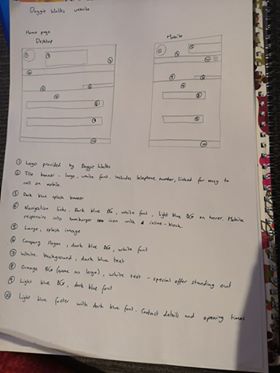 Doggie Walks website
Home page
Desktop
Mobile
① Logo provided by Doggie Walks
② Title banner - large, white font, includes telephone number, linked for easy to
call on mobile
③ Dark blue splash banner
④ Navigation links. Dark blue BG, white font, light blue BG on hover. Mobile
responsive into hamburger icon with inline-block.
⑤ Large, splash image
⑥ Company slogan, dark blue BG, white font
⑦ White background, dark blue text
⑧ Orange BG (same as logo), white text - special offer standing out
⑨ Light blue BG, dark blue font
⑩ Light blue footer with dark blue font. Contact details and opening times